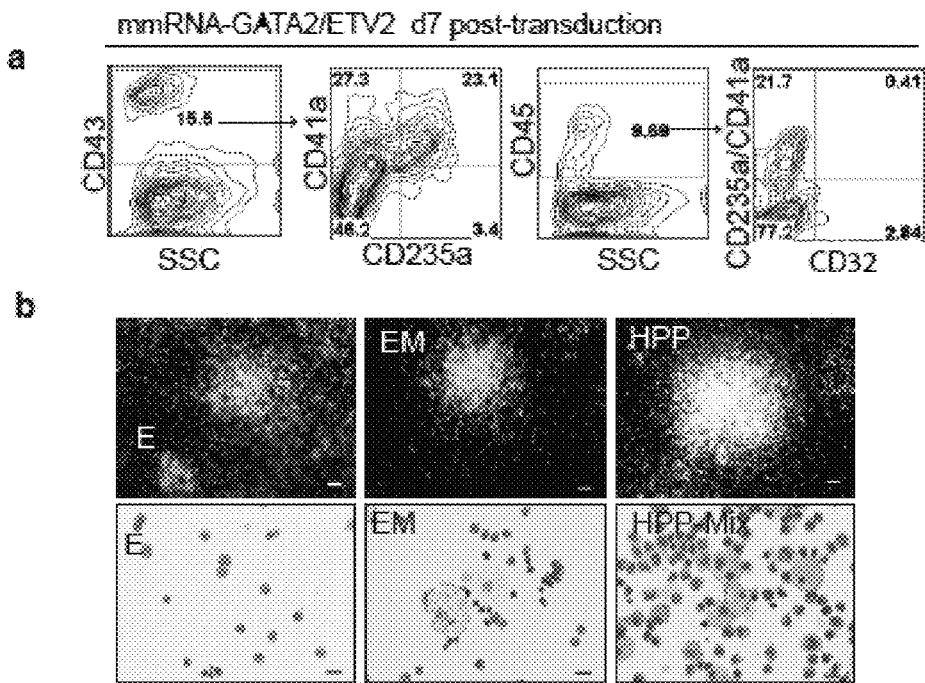 mmRNA-GATA2/ETV2 d7 post-transduction
a
CD43
15.5
SSC
CD41a
27.3
23.1
46.2
3.4
CD235a
CD45
9.69
SSC
CD235a/CD41a
21.7
0.41
77.2
2.64
CD32
b
E
EM
HPP
E
EM
HPP-Mix